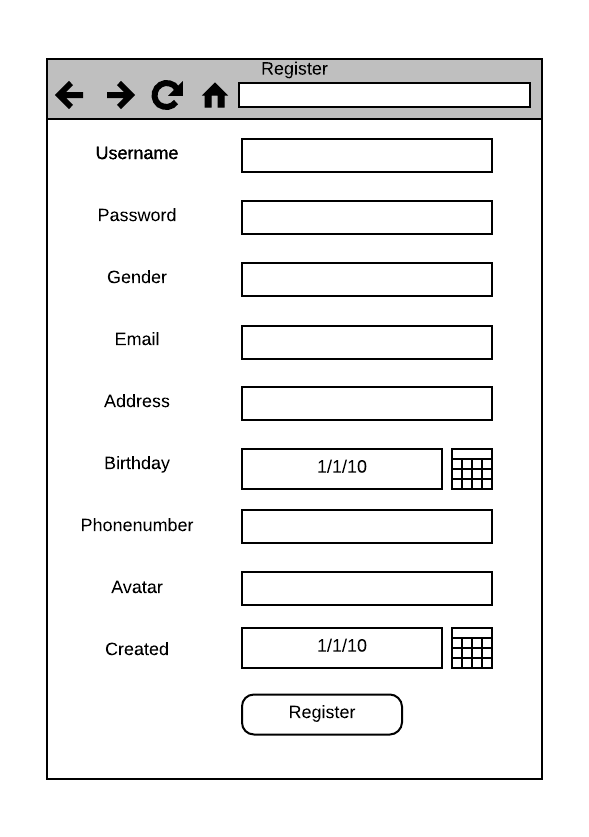 Register
Username
Password
Gender
Email
Address
Birthday 1/1/10
Phonenumber
Avatar
Created 1/1/10
Register